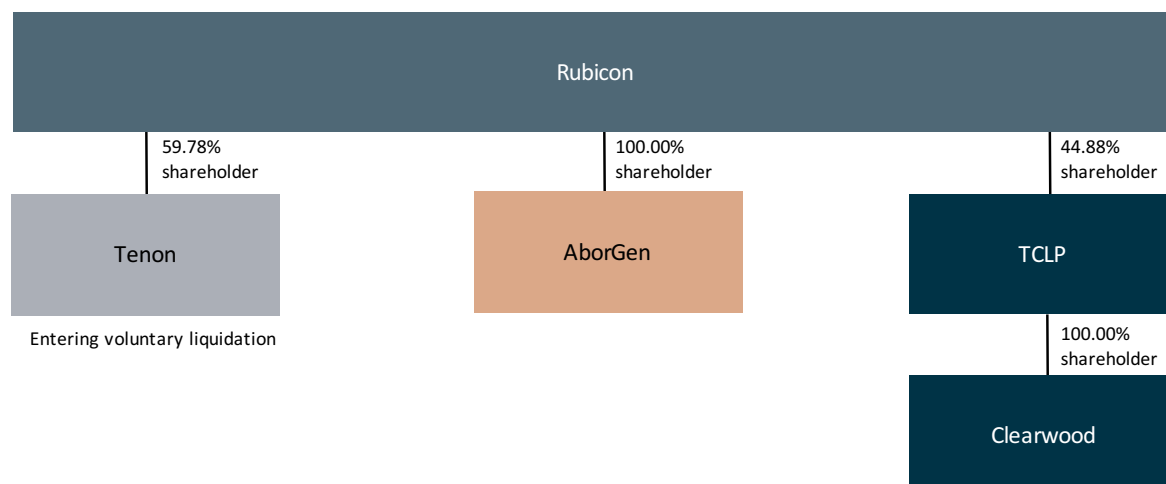 Rubicon
59.78%
shareholder
100.00%
shareholder
44.88%
shareholder
Tenon
AborGen
TCLP
Entering voluntary liquidation
100.00%
shareholder
Clearwood